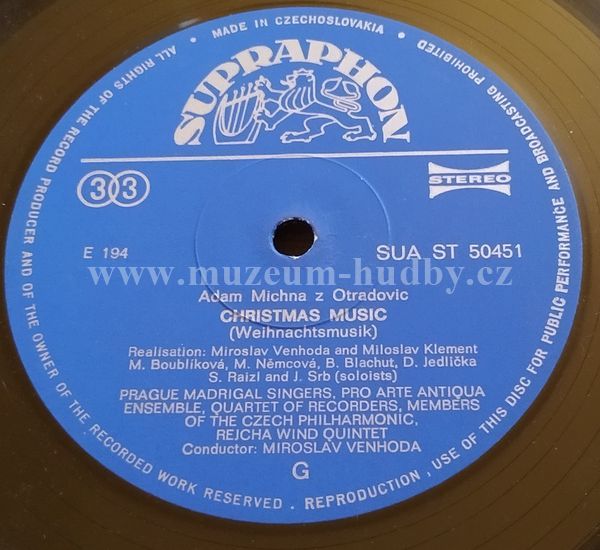 MADE IN CZECHOSLOVAKIA
ALL RIGHTS OF THE RECORD PRODUCER AND OF THE OWNER OF THE RECORDED WORK RESERVED . REPRODUCTION, USE OF THIS DISC FOR PUBLIC PERFORMANCE AND BROADCASTING PROHIBITED
SUPRAPHON
33
STEREO
E 194
SUA ST 50451
www.muzeum-hudby.cz
Adam Michna z Otradovic
CHRISTMAS MUSIC
(Weihnachtsmusik)
Realisation: Miroslav Venhoda and Miloslav Klement
M. Boublíková, M. Němcová, B. Blachut, D. Jedlička
S. Raizl and J. Srb (soloists)
PRAGUE MADRIGAL SINGERS, PRO ARTE ANTIQUA
ENSEMBLE, QUARTET OF RECORDERS, MEMBERS
OF THE CZECH PHILHARMONIC,
REJCHA WIND QUINTET
Conductor: MIROSLAV VENHODA
G